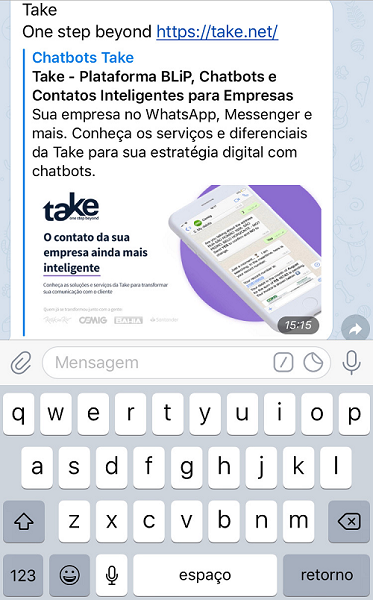 Take
One step beyond https://take.net/
Chatbots Take
Take - Plataforma BLiP, Chatbots e
Contatos Inteligentes para Empresas
Sua empresa no WhatsApp, Messenger e
mais. Conheça os serviços e diferenciais
da Take para sua estratégia digital com
chatbots.
take
one step beyond
O contato da sua
empresa ainda mais
inteligente
Conheça as soluções e serviços da Take para transformar
sua comunicação com o cliente
CEMIG
Santander
15:15
Mensagem
q w e r t y u i o p
a s d f g h j k l
z x c v b n m
123
espaço
retorno